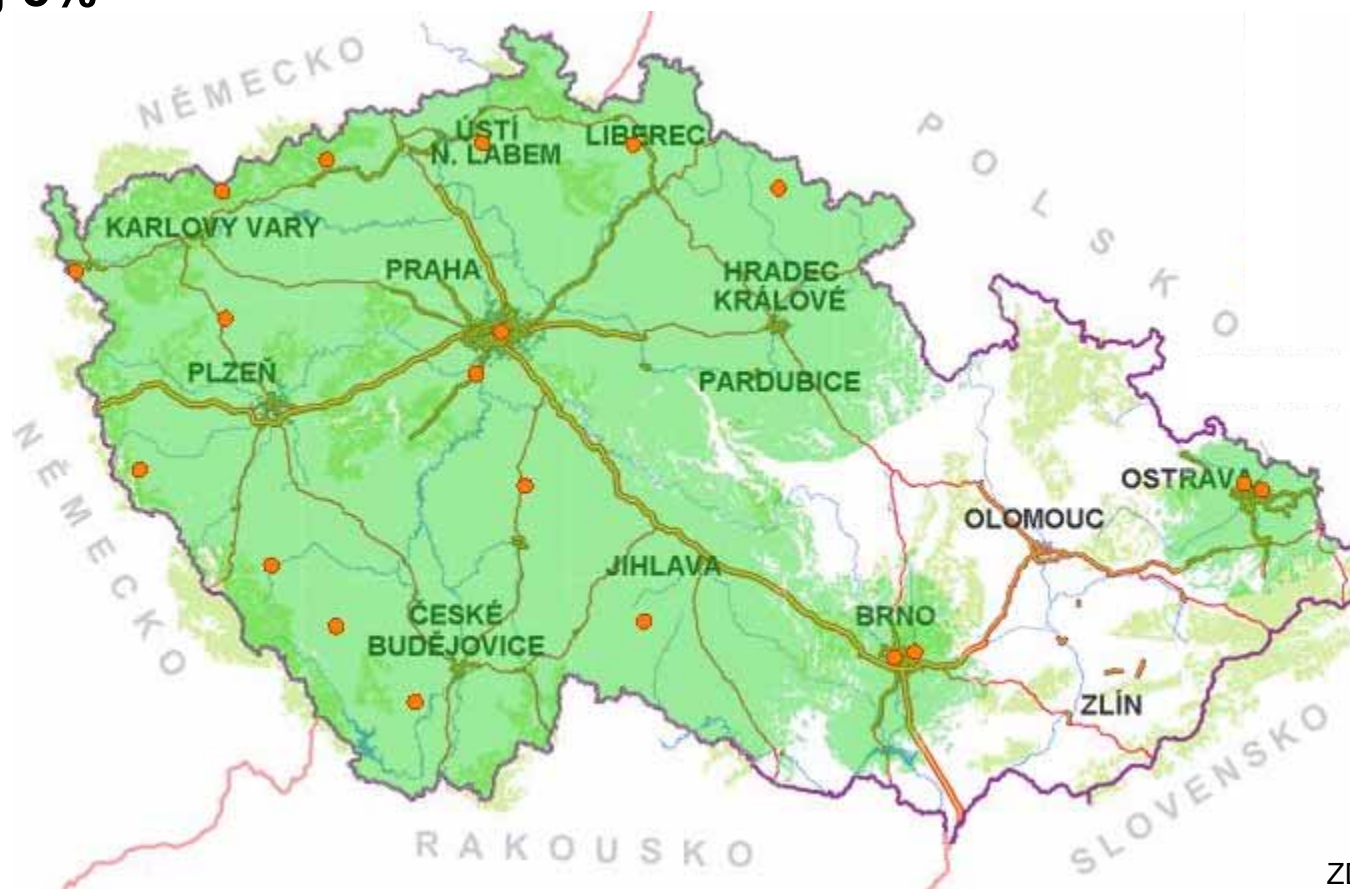 %
NĚMECKO
POLSKO
ÚSTÍ
N. LABEM
LIBEREC
KARLOVY VARY
PRAHA
HRADEC
KRÁLOVÉ
PLZEŇ
PARDUBICE
NĚMECKO
OSTRAVA
OLOMOUC
JIHLAVA
ČESKÉ
BUDĚJOVICE
BRNO
ZLÍN
SLOVENSKO
RAKOUSKO